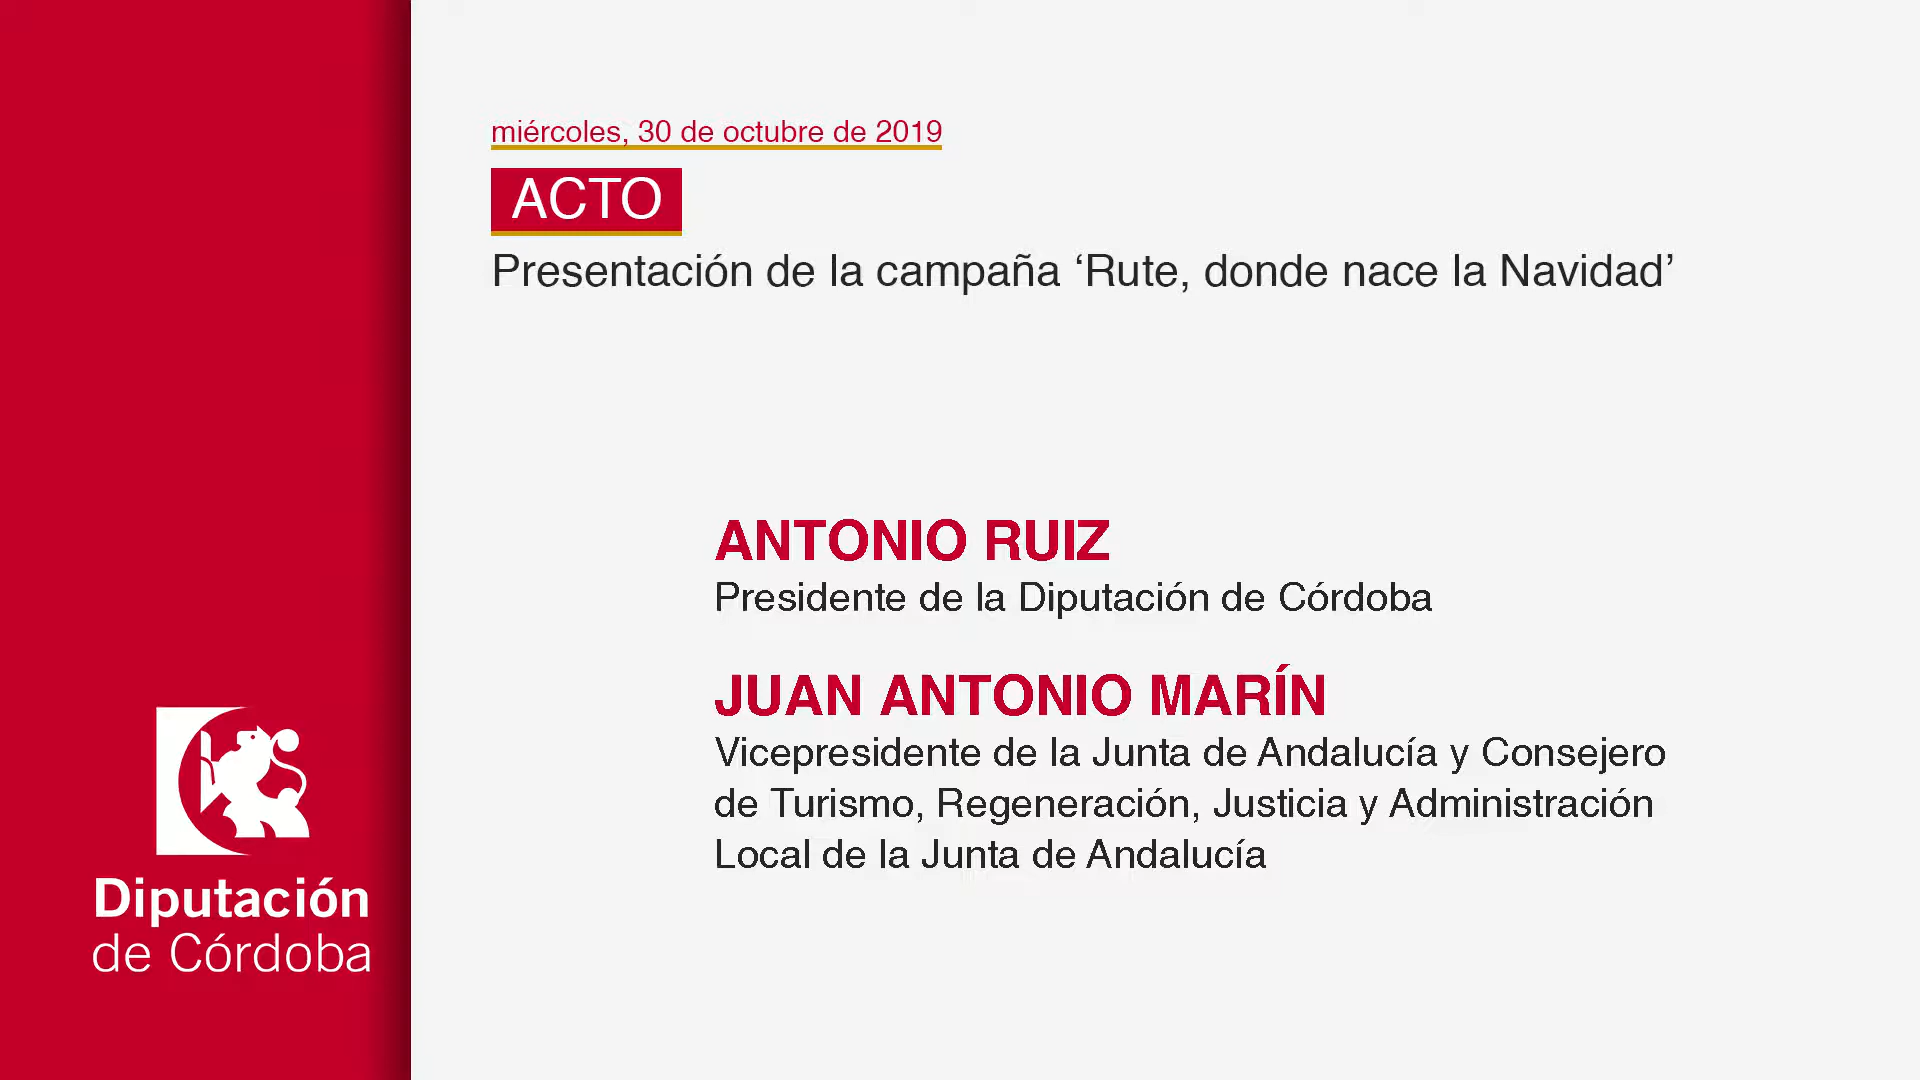 miércoles, 30 de octubre de 2019
ACTO
Presentación de la campaña ‘Rute, donde nace la Navidad’
ANTONIO RUIZ
Presidente de la Diputación de Córdoba
JUAN ANTONIO MARÍN
Vicepresidente de la Junta de Andalucía y Consejero
de Turismo, Regeneración, Justicia y Administración
Local de la Junta de Andalucía
Diputación
de Córdoba